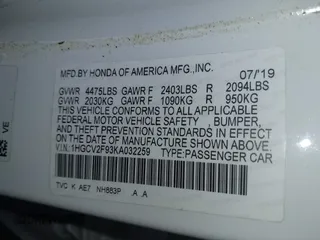 MFD.BY HONDA OF AMERICA MFG.,INC. 07/19
GVWR 4475LBS GAWR F 2403LBS R 2094LBS
GVWR 2030KG GAWR F 1090KG R 950KG
THIS VEHICLE CONFORMS TO ALL APPLICABLE
FEDERAL MOTOR VEHICLE SAFETY , BUMPER,
AND THEFT PREVENTION STANDARDS IN EFFECT
ON THE DATE OF MANUFACTURE SHOWN ABOVE.
V.I.N.:1HGCV2F93KA032259 TYPE:PASSENGER CAR
TVC K AE7 NH883P .A .A
VE